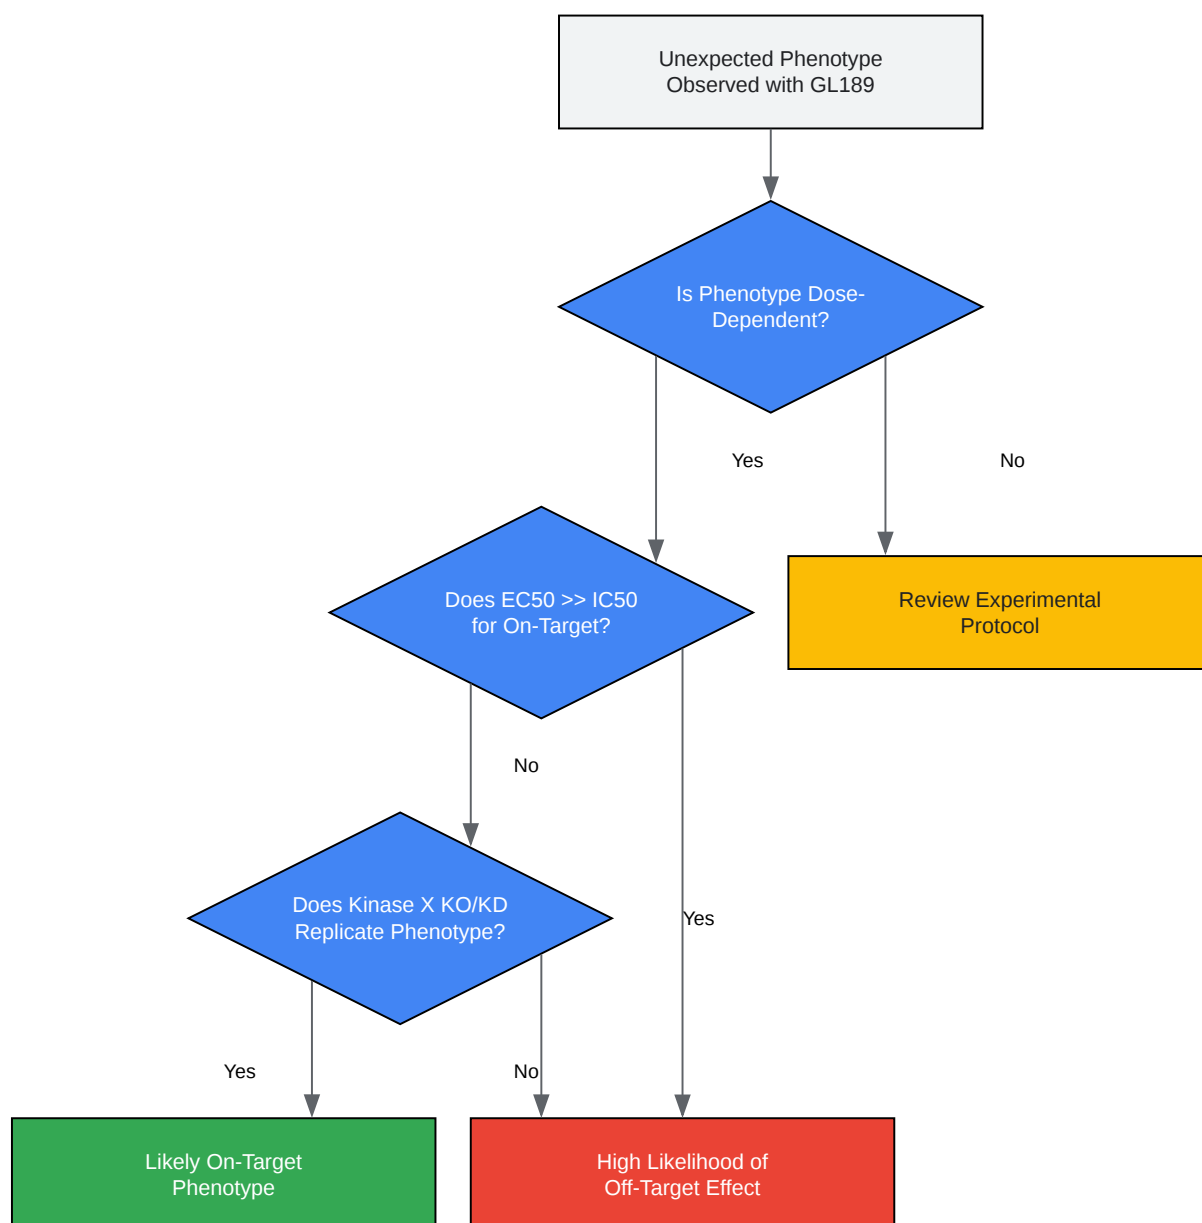 Unexpected Phenotype
Observed with GL189
Is Phenotype Dose-
Dependent?
Yes
No
Does EC50 >> IC50
for On-Target?
Review Experimental
Protocol
No
Does Kinase X KO/KD
Replicate Phenotype?
Yes
Yes
No
Likely On-Target
Phenotype
High Likelihood of
Off-Target Effect